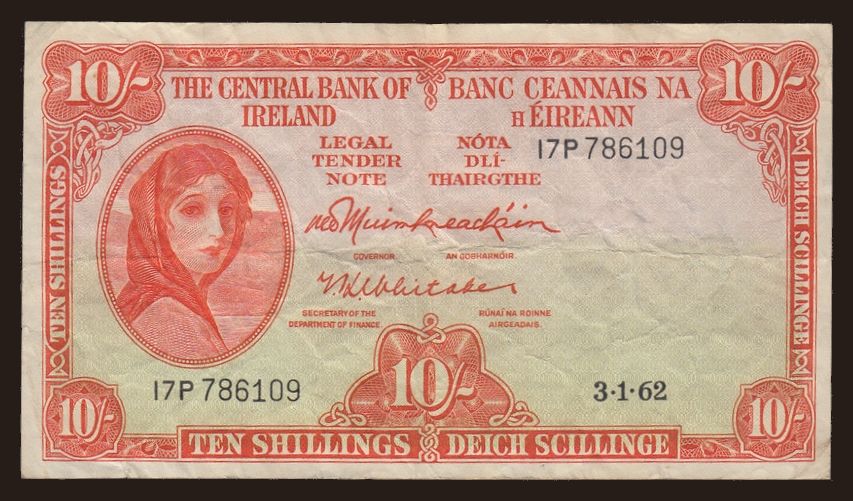 10/-
10/-
THE CENTRAL BANK OF IRELAND
BANC CEANNAIS NA hÉIREANN
LEGAL TENDER NOTE
NÓTA DLÍ-THAIRGTHE
17P 786109
TEN SHILLINGS
DEICH SCILLINGE
GOVERNOR
AN GOBHARNÓIR.
T.K. Whitaker
SECRETARY OF THE DEPARTMENT OF FINANCE.
RÚNAÍ NA ROINNE AIRGEADAIS.
17P 786109
10/-
3·1·62
10/-
10/-
TEN SHILLINGS
DEICH SCILLINGE